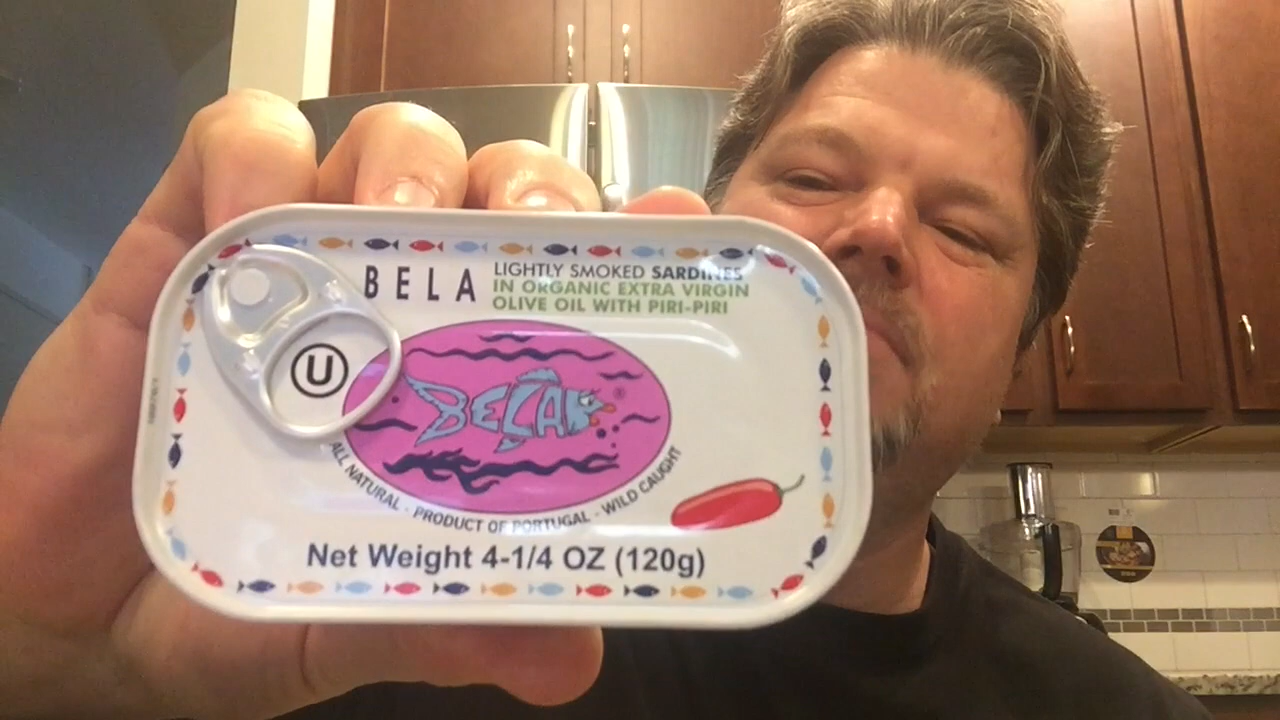 BELA
LIGHTLY SMOKED SARDINES
IN ORGANIC EXTRA VIRGIN
OLIVE OIL WITH PIRI-PIRI
U
BELA ®
ALL NATURAL · PRODUCT OF PORTUGAL · WILD CAUGHT
Net Weight 4-1/4 OZ (120g)